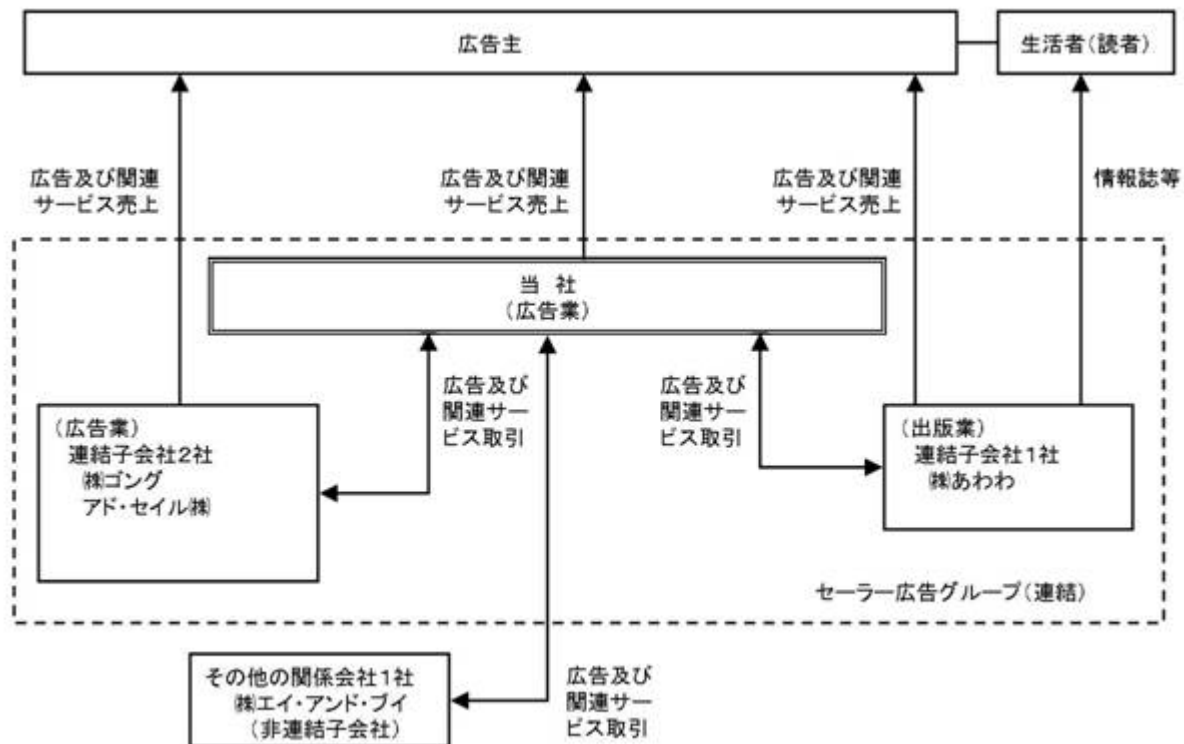 広告主
生活者(読者)
広告及び関連
サービス売上
広告及び関連
サービス売上
広告及び関連
サービス売上
情報誌等
当 社
(広告業)
広告及び
関連サー
ビス取引
広告及び
関連サー
ビス取引
(広告業)
連結子会社2社
㈱ゴング
アド・セイル㈱
(出版業)
連結子会社1社
㈱あわわ
セーラー広告グループ(連結)
その他の関係会社1社
㈱エイ・アンド・ブイ
(非連結子会社)
広告及び
関連サー
ビス取引